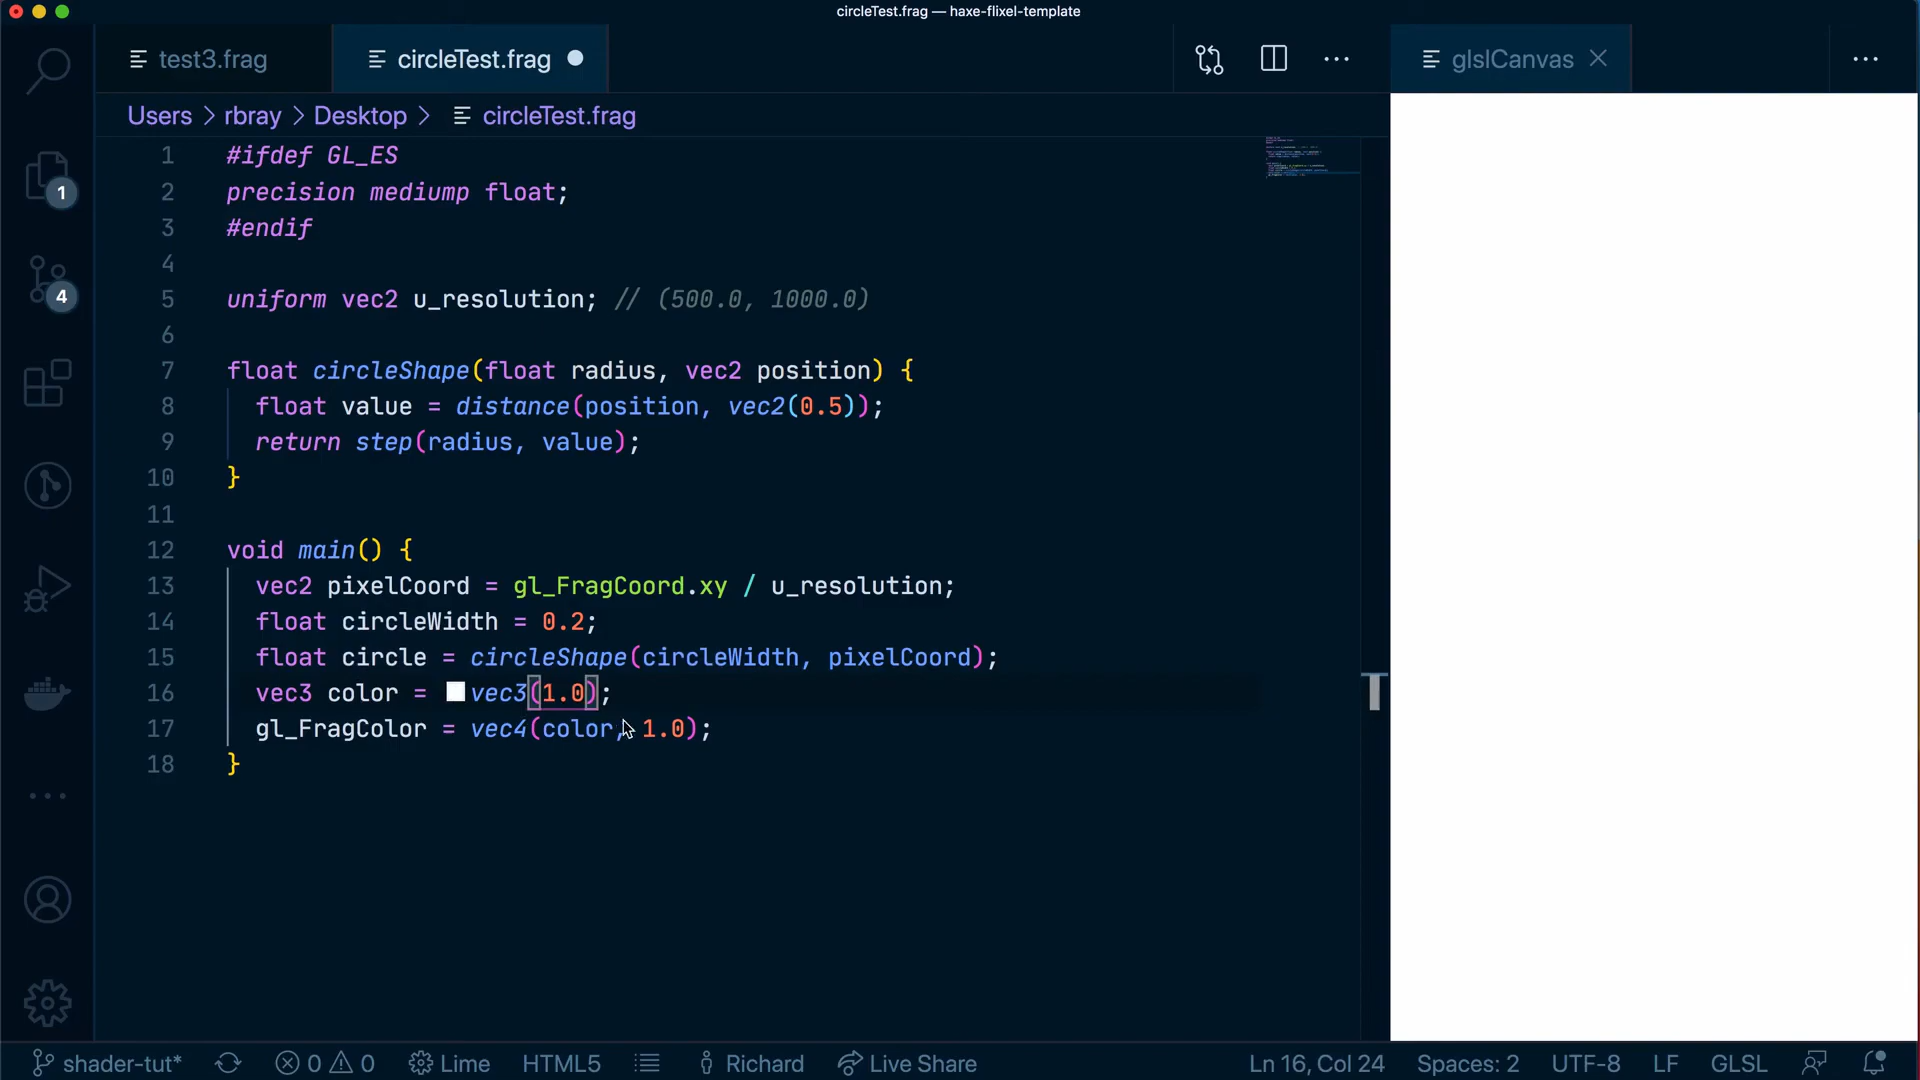 circleTest.frag — haxe-flixel-template
test3.frag
circleTest.frag
glslCanvas
Users > rbray > Desktop > circleTest.frag
1 #ifdef GL_ES
2 precision mediump float;
3 #endif
4
5 uniform vec2 u_resolution; // (500.0, 1000.0)
6
7 float circleShape(float radius, vec2 position) {
8 float value = distance(position, vec2(0.5));
9 return step(radius, value);
10 }
11
12 void main() {
13 vec2 pixelCoord = gl_FragCoord.xy / u_resolution;
14 float circleWidth = 0.2;
15 float circle = circleShape(circleWidth, pixelCoord);
16 vec3 color = vec3(1.0);
17 gl_FragColor = vec4(color, 1.0);
18 }
1
4
shader-tut* 0 0 Lime HTML5 Richard Live Share Ln 16, Col 24 Spaces: 2 UTF-8 LF GLSL